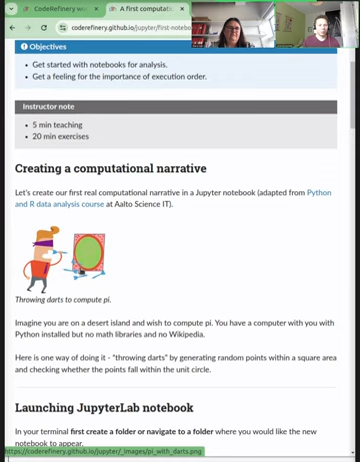 CodeRefinery wo
A first computati
coderefinery.github.io/jupyter/first-notebo
Objectives
Get started with notebooks for analysis.
Get a feeling for the importance of execution order.
Instructor note
5 min teaching
20 min exercises
Creating a computational narrative
Let's create our first real computational narrative in a Jupyter notebook (adapted from Python
and R data analysis course at Aalto Science IT).
Throwing darts to compute pi.
Imagine you are on a desert island and wish to compute pi. You have a computer with you with
Python installed but no math libraries and no Wikipedia.
Here is one way of doing it - "throwing darts" by generating random points within a square area
and checking whether the points fall within the unit circle.
Launching JupyterLab notebook
In your terminal first create a folder or navigate to a folder where you would like the new
notebook to appear.
https://coderefinery.github.io/jupyter/_images/pi_with_darts.png